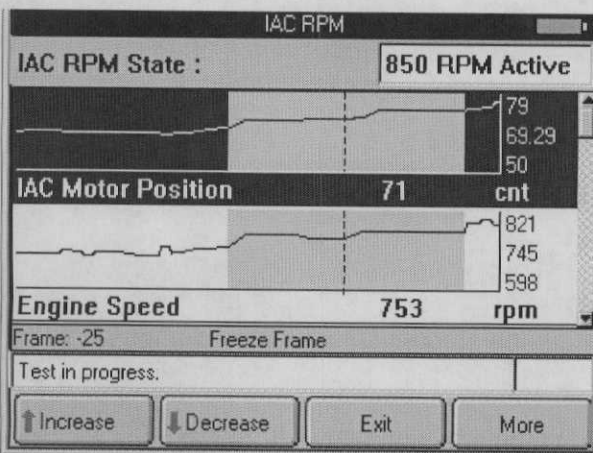 IAC RPM
IAC RPM State : 850 RPM Active
79
69.29
50
IAC Motor Position 71 cnt
821
745
598
Engine Speed 753 rpm
Frame: -25 Freeze Frame
Test in progress.
Increase Decrease Exit More